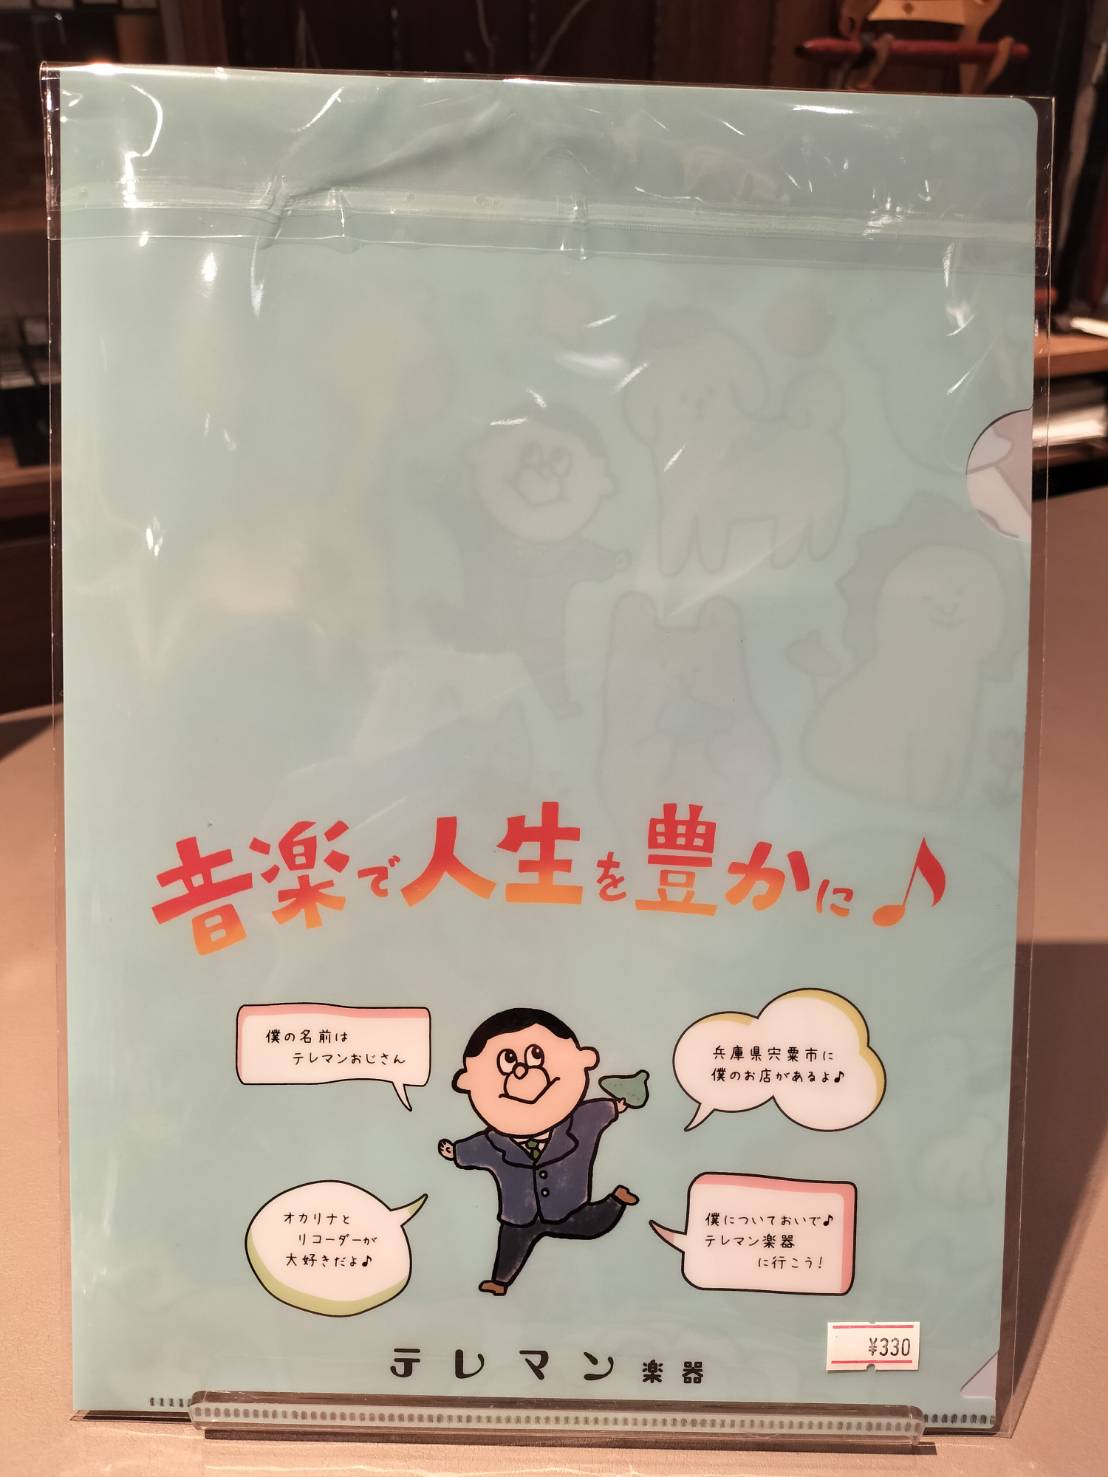 音楽で人生を豊かに♪
僕の名前は
テレマンおじさん
兵庫県宍粟市に
僕のお店があるよ♪
オカリナと
リコーダーが
大好きだよ♪
僕についておいで♪
テレマン楽器
に行こう!
テレマン楽器
¥330